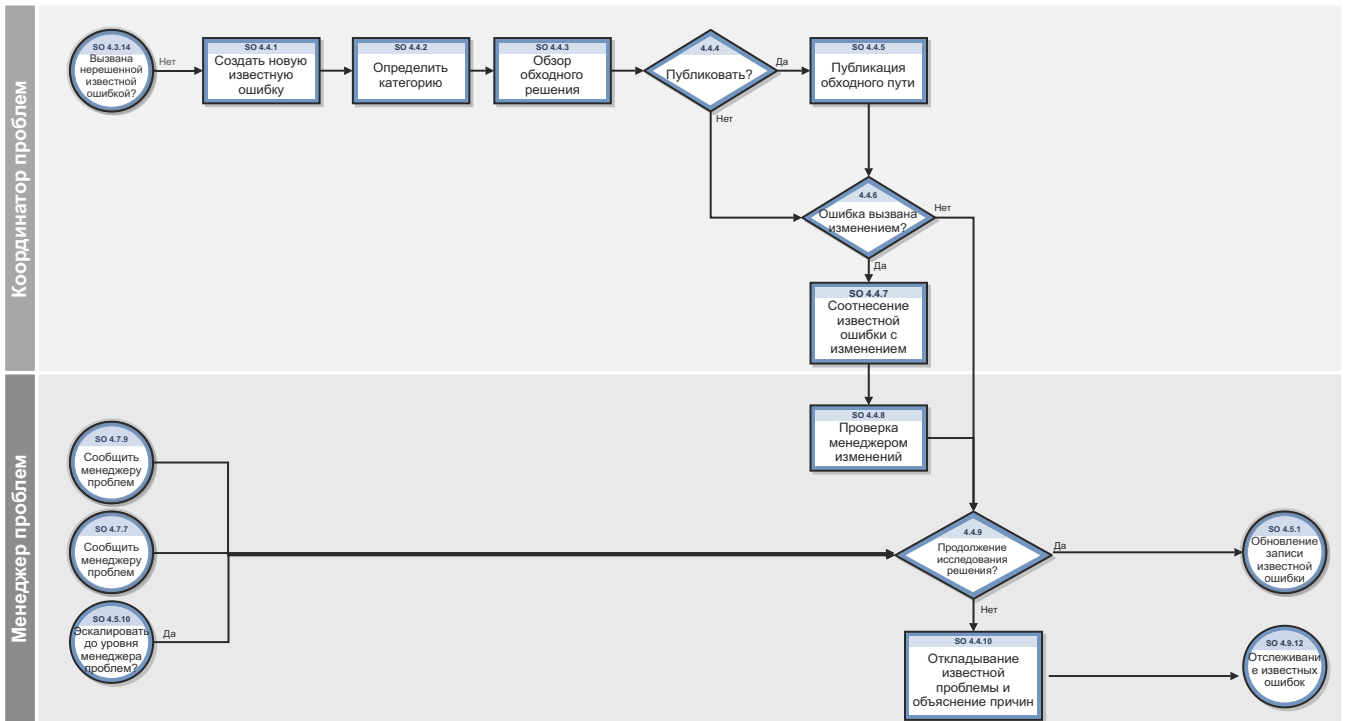 Координатор проблем
SO 4.3.14
Вызвана
нерешенной
известной
ошибкой?
Нет
SO 4.4.1
Создать новую
известную
ошибку
SO 4.4.2
Определить
категорию
SO 4.4.3
Обзор
обходного
решения
4.4.4
Публиковать?
Да
Нет
SO 4.4.5
Публикация
обходного пути
4.4.6
Ошибка вызвана
изменением?
Нет
Да
SO 4.4.7
Соотнесение
известной
ошибки с
изменением
Менеджер проблем
SO 4.4.8
Проверка
менеджером
изменений
SO 4.7.9
Сообщить
менеджеру
проблем
SO 4.7.7
Сообщить
менеджеру
проблем
SO 4.5.10
Эскалировать
до уровня
менеджера
проблем?
Да
4.4.9
Продолжение
исследования
решения?
Да
Нет
SO 4.5.1
Обновление
записи
известной
ошибки
SO 4.4.10
Откладывание
известной
проблемы и
объяснение причин
SO 4.9.12
Отслеживани
е известных
ошибок